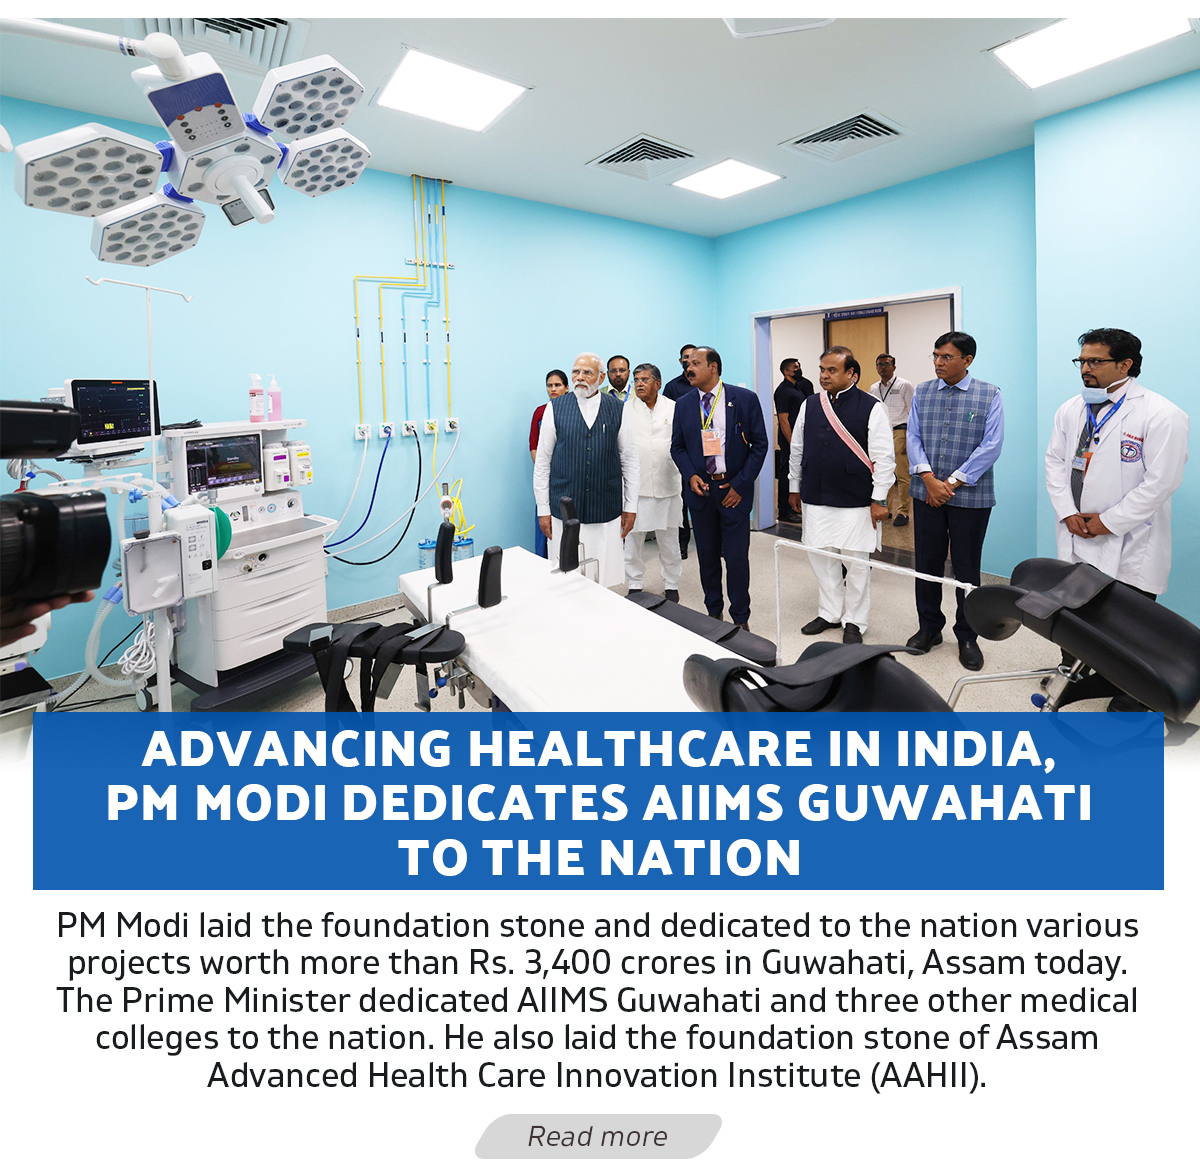 ADVANCING HEALTHCARE IN INDIA,
PM MODI DEDICATES AIIMS GUWAHATI
TO THE NATION
PM Modi laid the foundation stone and dedicated to the nation various
projects worth more than Rs. 3,400 crores in Guwahati, Assam today.
The Prime Minister dedicated AIIMS Guwahati and three other medical
colleges to the nation. He also laid the foundation stone of Assam
Advanced Health Care Innovation Institute (AAHII).
Read more